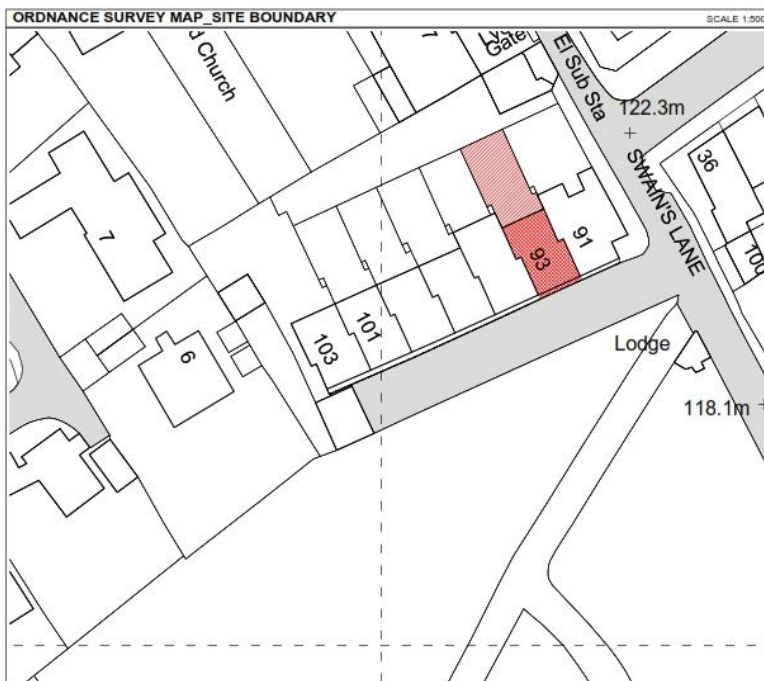 ORDNANCE SURVEY MAP_SITE BOUNDARY
SCALE 1:500
Church
Gate
El Sub Sta
122.3m
SWAIN'S LANE
36
100
7
7
91
93
101
103
6
Lodge
118.1m